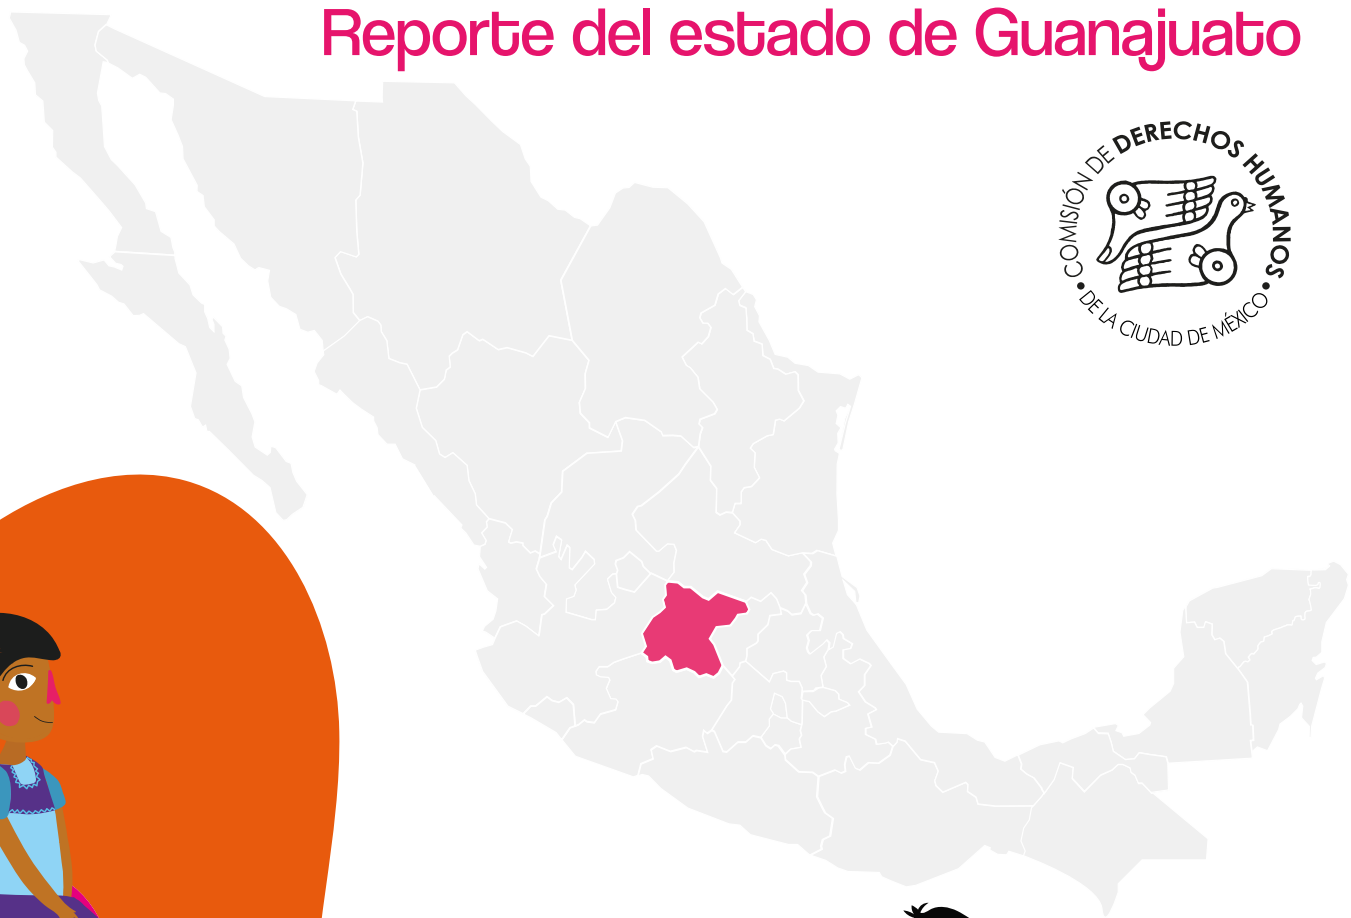 Reporte del estado de Guanajuato
• COMISIÓN DE DERECHOS HUMANOS •
DE LA CIUDAD DE MÉXICO